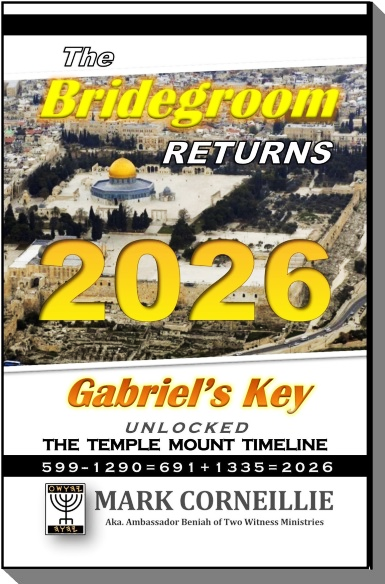 The
Bridegroom
RETURNS
2026
Gabriel's Key
UNLOCKED
THE TEMPLE MOUNT TIMELINE
599-1290=691+1335=2026
MARK CORNEILLIE
Aka. Ambassador Beniah of Two Witness Ministries